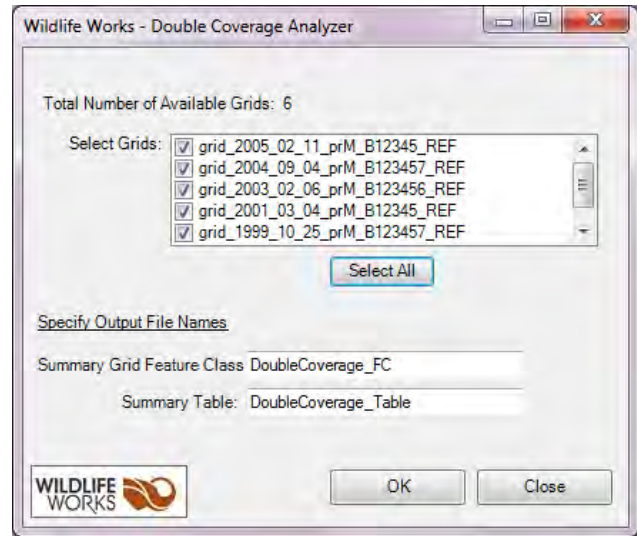 Wildlife Works - Double Coverage Analyzer
Total Number of Available Grids: 6
Select Grids:
grid_2005_02_11_prM_B12345_REF
grid_2004_09_04_prM_B123457_REF
grid_2003_02_06_prM_B123456_REF
grid_2001_03_04_prM_B12345_REF
grid_1999_10_25_prM_B123457_REF
Select All
Specify Output File Names
Summary Grid Feature Class DoubleCoverage_FC
Summary Table: DoubleCoverage_Table
WILDLIFE
WORKS
OK Close